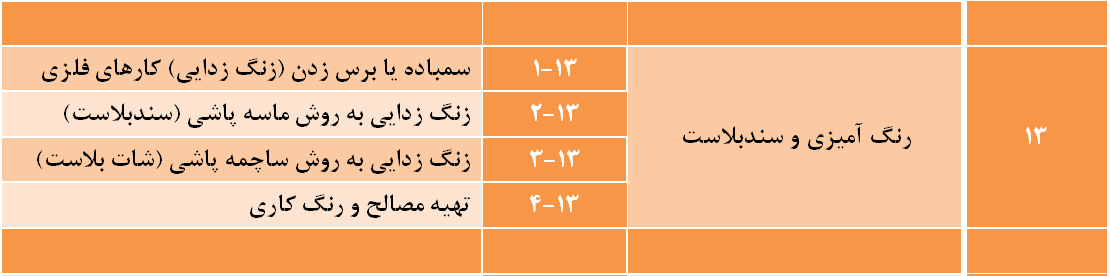 ۱۳
رنگ آمیزی و سندبلاست
۱-۱۳ سمباده یا برس زدن (زنگ زدایی) کارهای فلزی
۲-۱۳ زنگ زدایی به روش ماسه پاشی (سندبلاست)
۳-۱۳ زنگ زدایی به روش ساچمه پاشی (شات بلاست)
۴-۱۳ تهیه مصالح و رنگ کاری